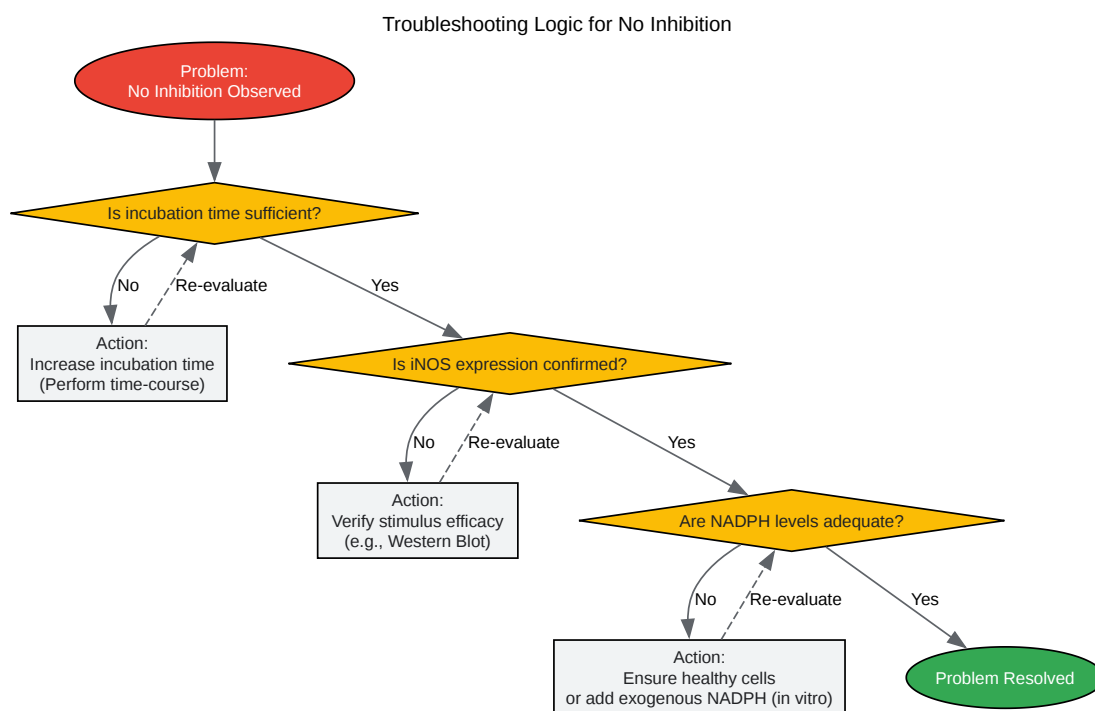 Troubleshooting Logic for No Inhibition
Problem:
No Inhibition Observed
Is incubation time sufficient?
No
Re-evaluate
Yes
Action:
Increase incubation time
(Perform time-course)
Is iNOS expression confirmed?
No
Re-evaluate
Yes
Action:
Verify stimulus efficacy
(e.g., Western Blot)
Are NADPH levels adequate?
No
Re-evaluate
Yes
Action:
Ensure healthy cells
or add exogenous NADPH (in vitro)
Problem Resolved